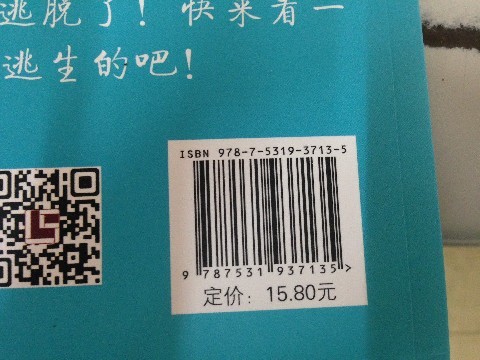 逃脱了！快来看一
逃生的吧！
ISBN 978-7-5319-3713-5
9 787531 937135>
定价：15.80元